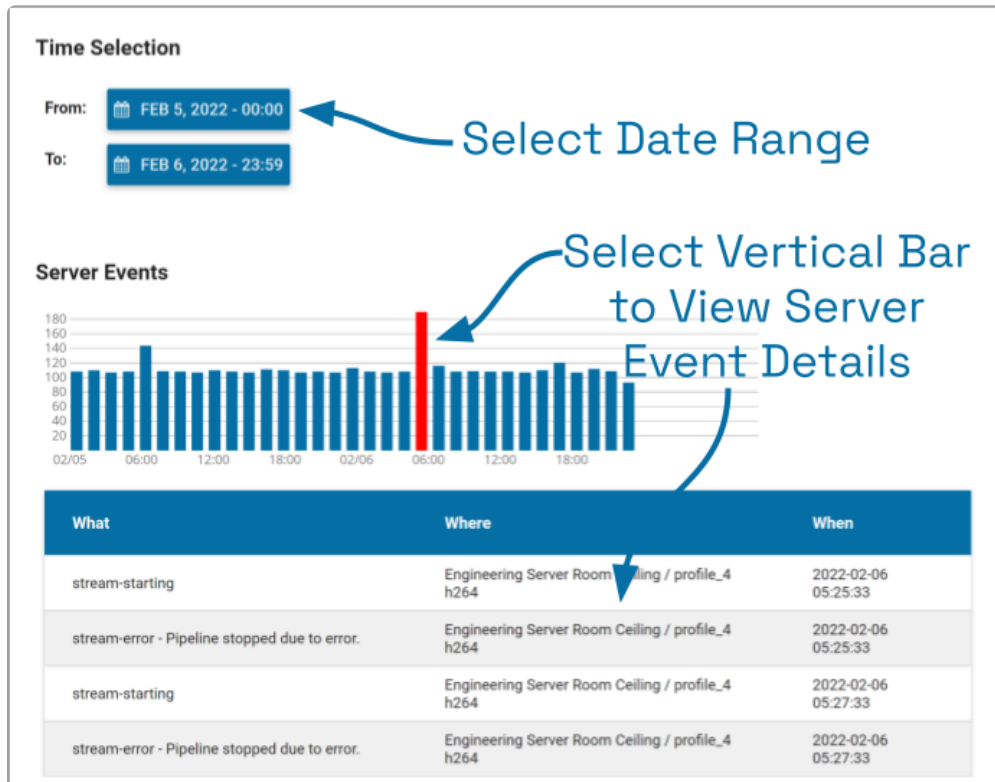 Time Selection
From:
FEB 5, 2022 - 00:00
Select Date Range
To:
FEB 6, 2022 - 23:59
Select Vertical Bar
to View Server
Event Details
Server Events
180
160
140
120
100
80
60
40
20
02/05 06:00 12:00 18:00 02/06 06:00 12:00 18:00
What Where When
stream-starting
Engineering Server Room Ceiling / profile_4
h264
2022-02-06
05:25:33
stream-error - Pipeline stopped due to error.
Engineering Server Room Ceiling / profile_4
h264
2022-02-06
05:25:33
stream-starting
Engineering Server Room Ceiling / profile_4
h264
2022-02-06
05:27:33
stream-error - Pipeline stopped due to error.
Engineering Server Room Ceiling / profile_4
h264
2022-02-06
05:27:33